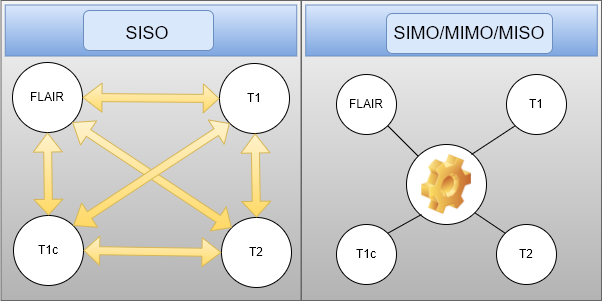 SISO
FLAIR
T1
T1c
T2
SIMO/MIMO/MISO
FLAIR
T1
T1c
T2